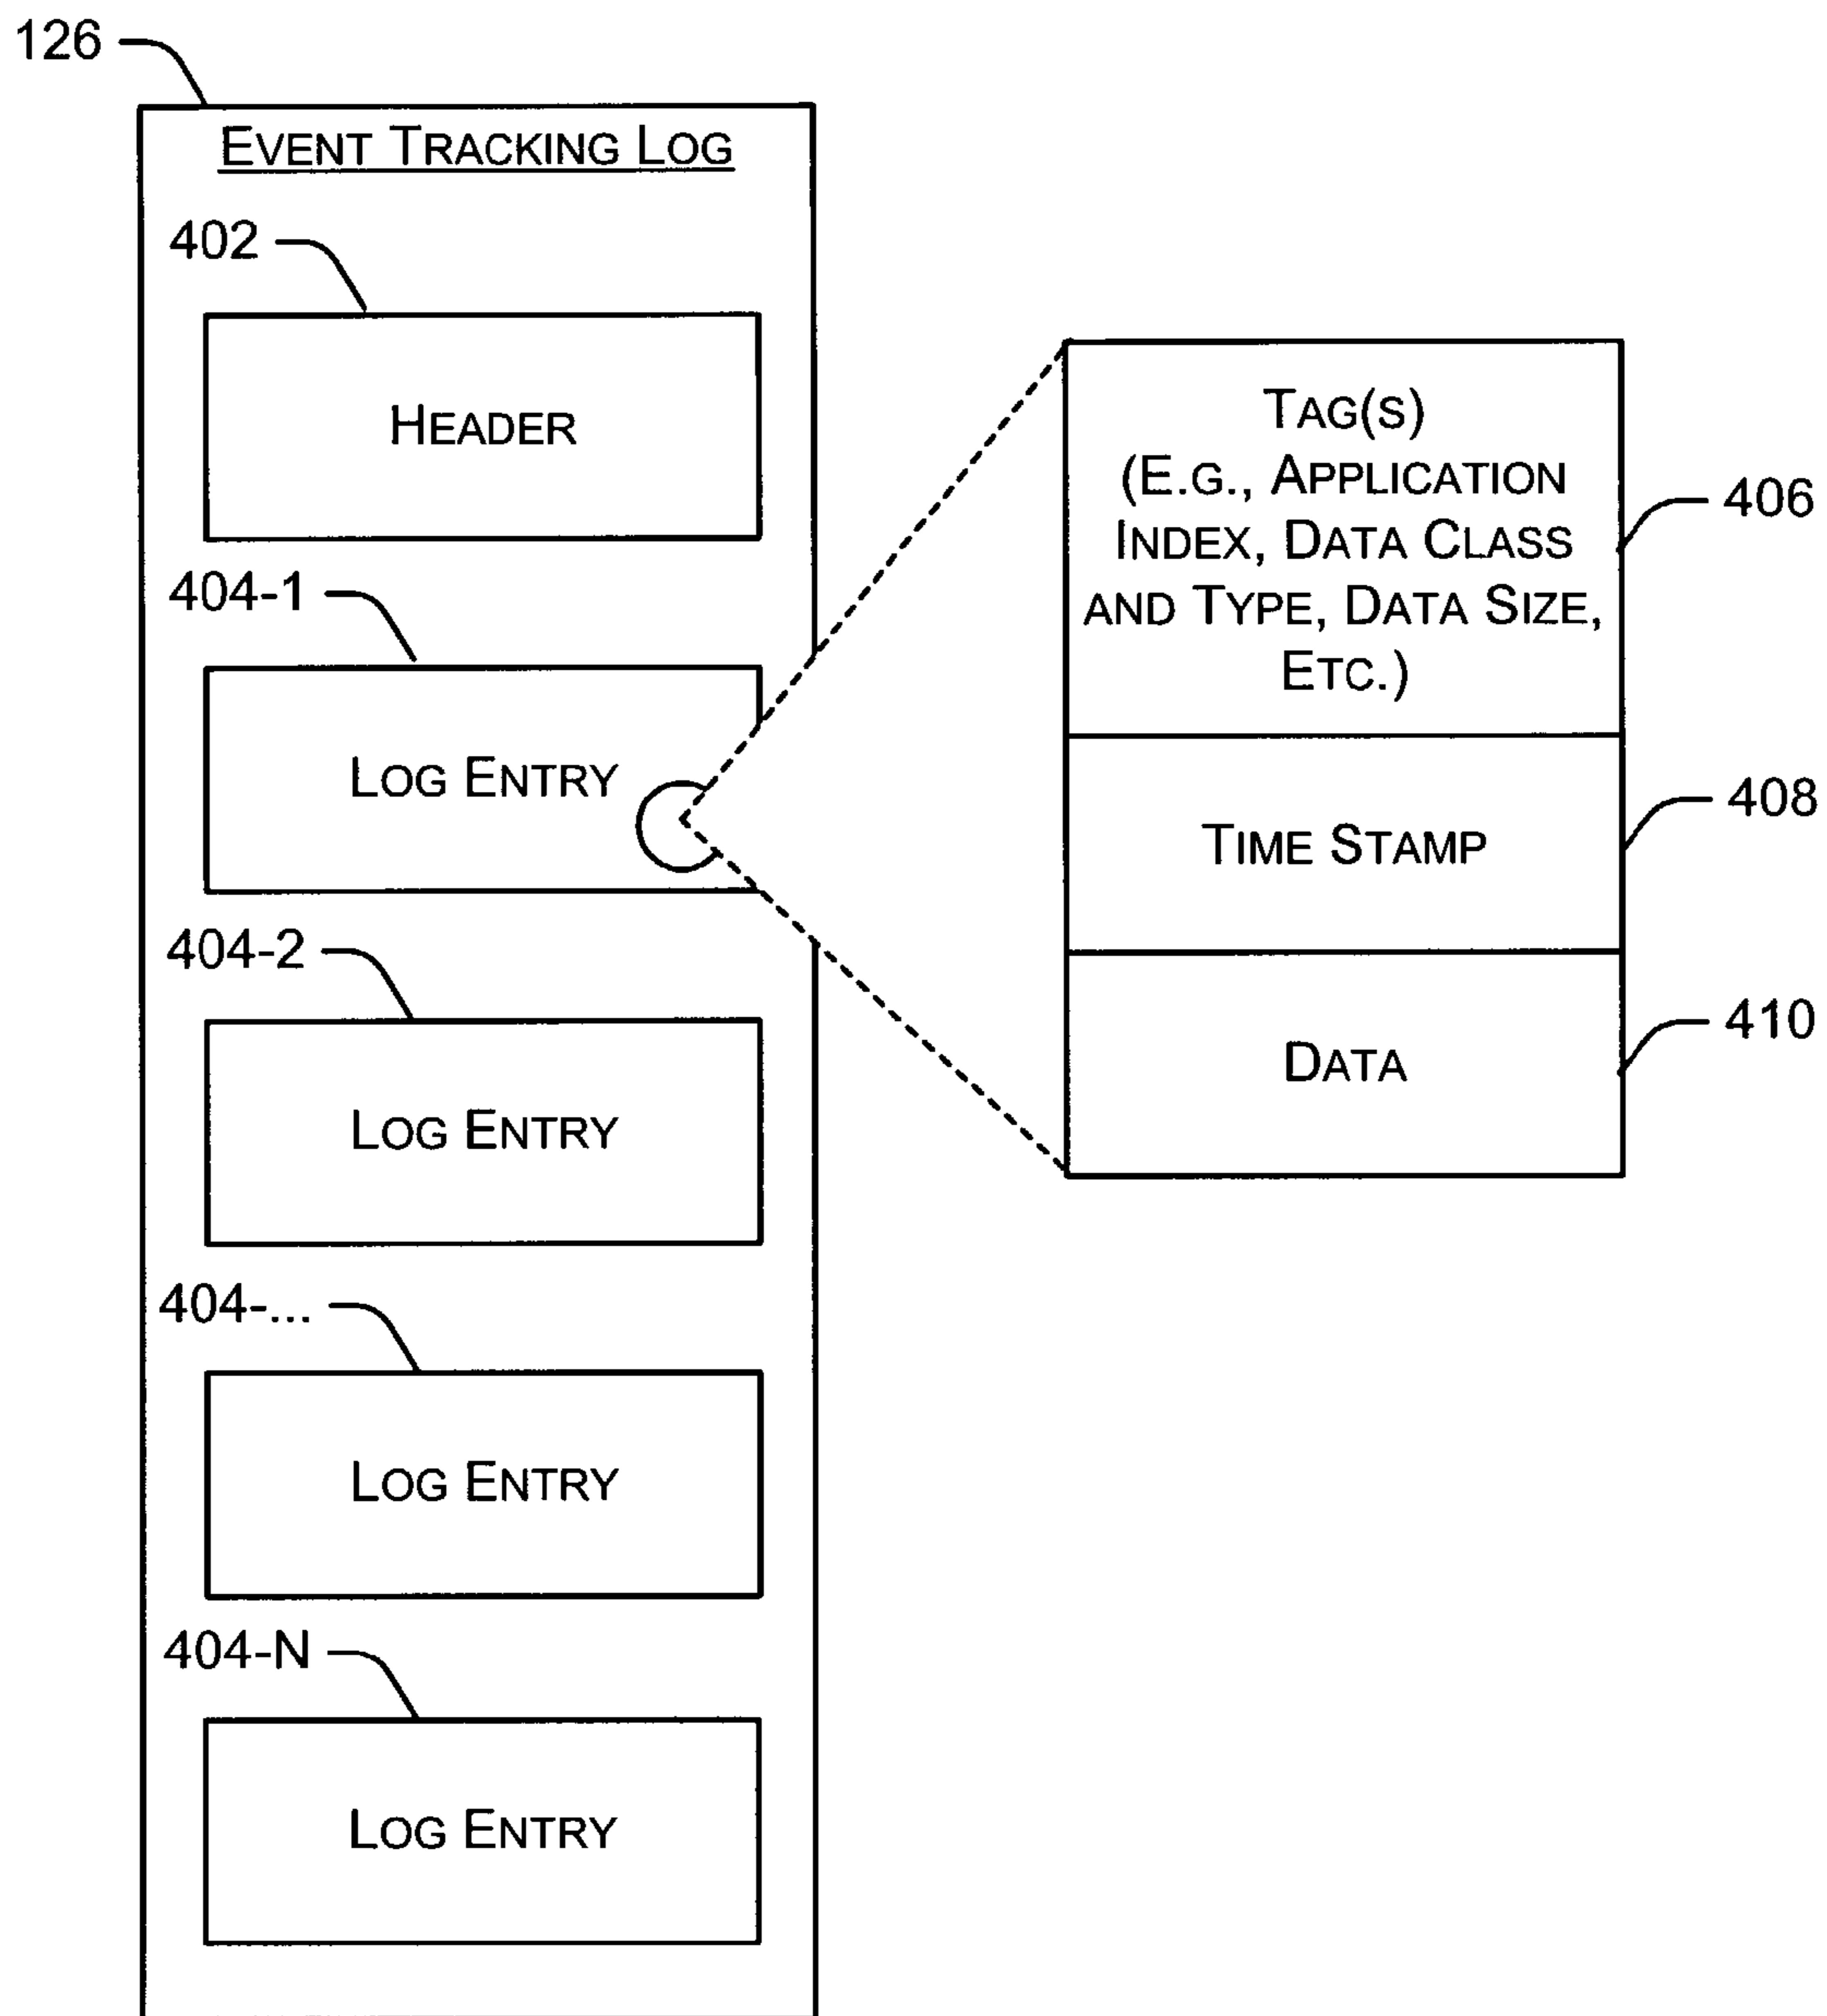 126
EVENT TRACKING LOG
402
HEADER
404-1
LOG ENTRY
404-2
LOG ENTRY
404-...
LOG ENTRY
404-N
LOG ENTRY
TAG(S)
(E.G., APPLICATION
INDEX, DATA CLASS
AND TYPE, DATA SIZE,
ETC.)
406
TIME STAMP
408
DATA
410